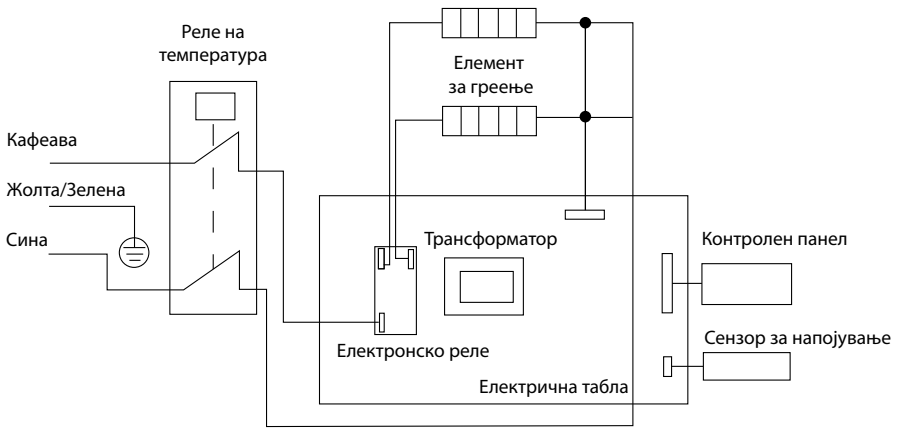 Реле на
температура
Елемент
за греење
Кафеава
Жолта/Зелена
Сина
Трансформатор
Контролен панел
Електронско реле
Сензор за напојување
Електрична табла